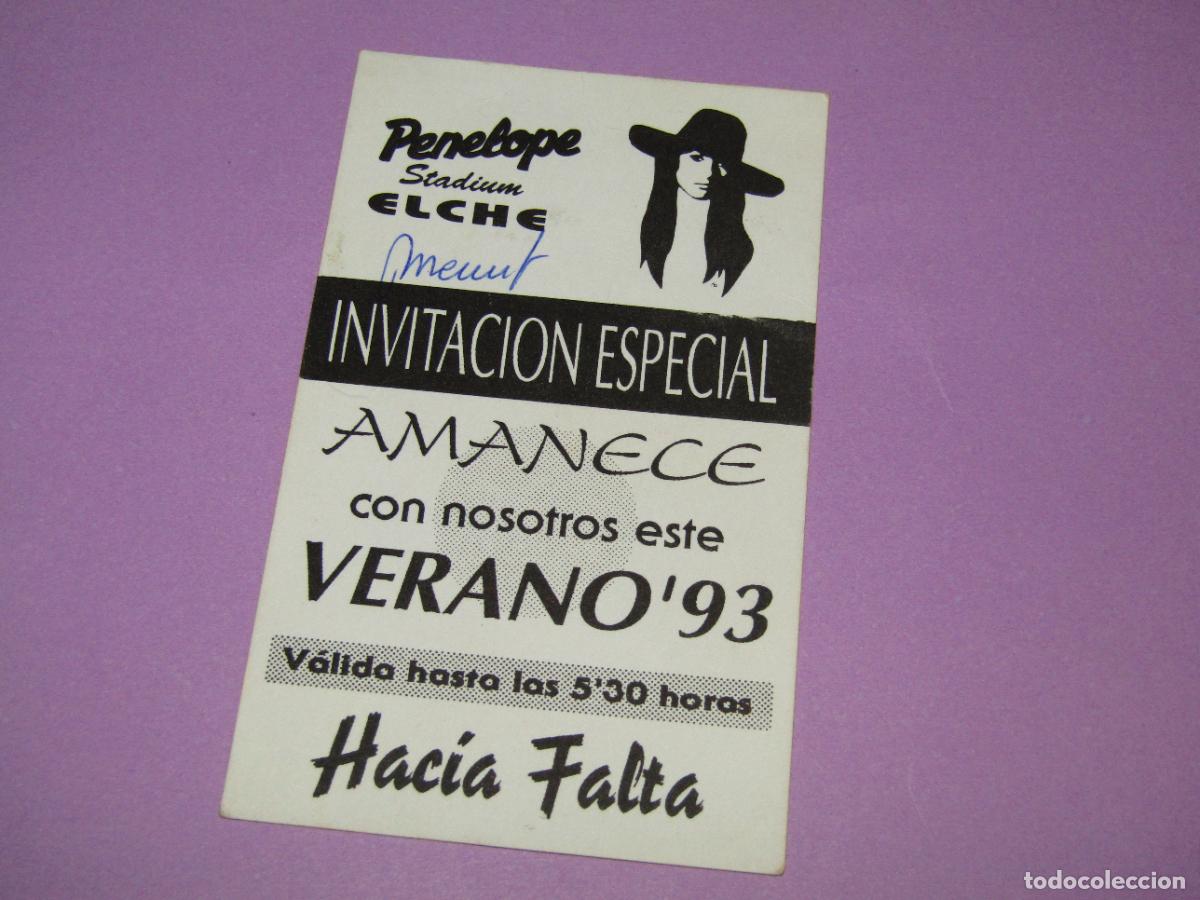 Penelope
Stadium
ELCHE
INVITACION ESPECIAL
AMANECE
con nosotros este
VERANO '93
Válida hasta las 5'30 horas
Hacía Falta
todocoleccion